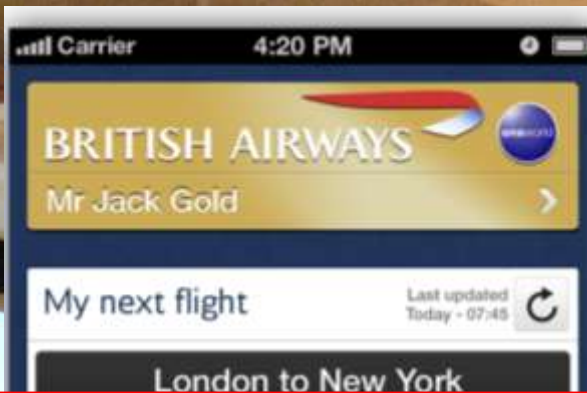 Carrier 4:20 PM
BRITISH AIRWAYS oneworld
Mr Jack Gold
My next flight
Last updated
Today - 07:45
London to New York